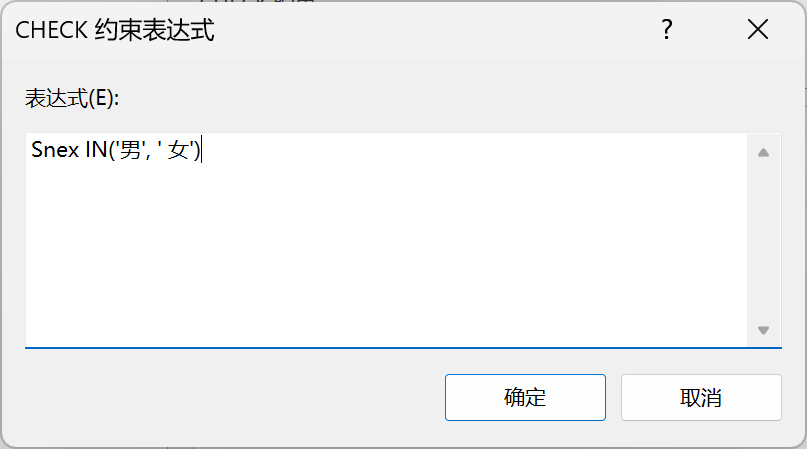 CHECK 约束表达式 ?
表达式(E):
Snex IN('男', ' 女')
确定 取消